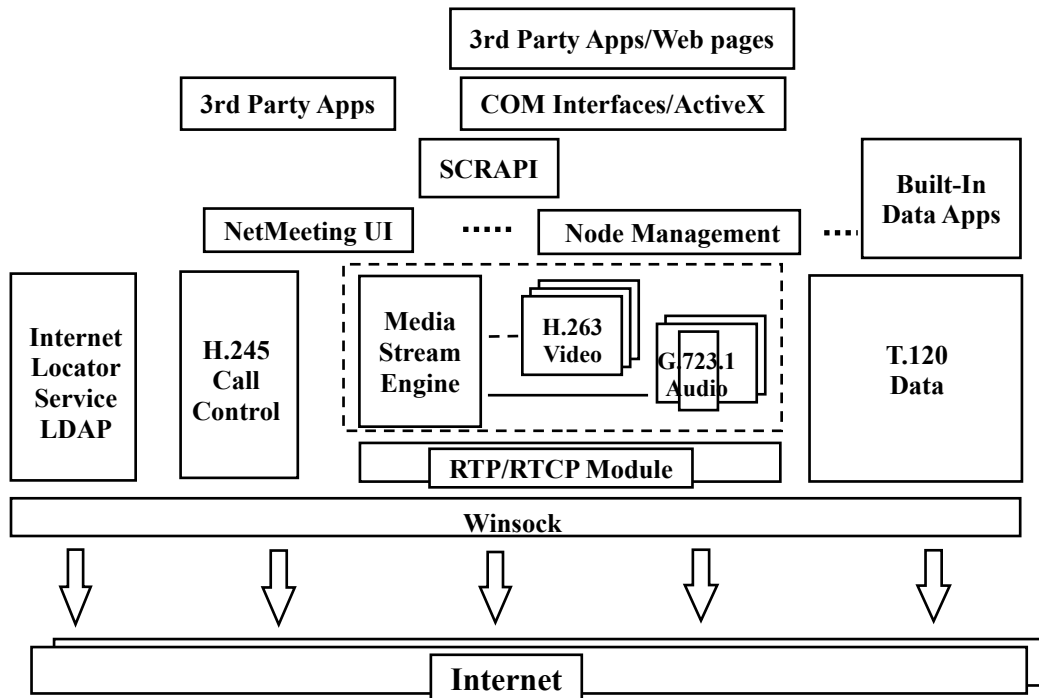 3rd Party Apps/Web pages
3rd Party Apps
COM Interfaces/ActiveX
SCRAPI
Built-In
Data Apps
NetMeeting UI
Node Management
Internet
Locator
Service
LDAP
H.245
Call
Control
Media
Stream
Engine
H.263
Video
G.723.1
Audio
T.120
Data
RTP/RTCP Module
Winsock
Internet